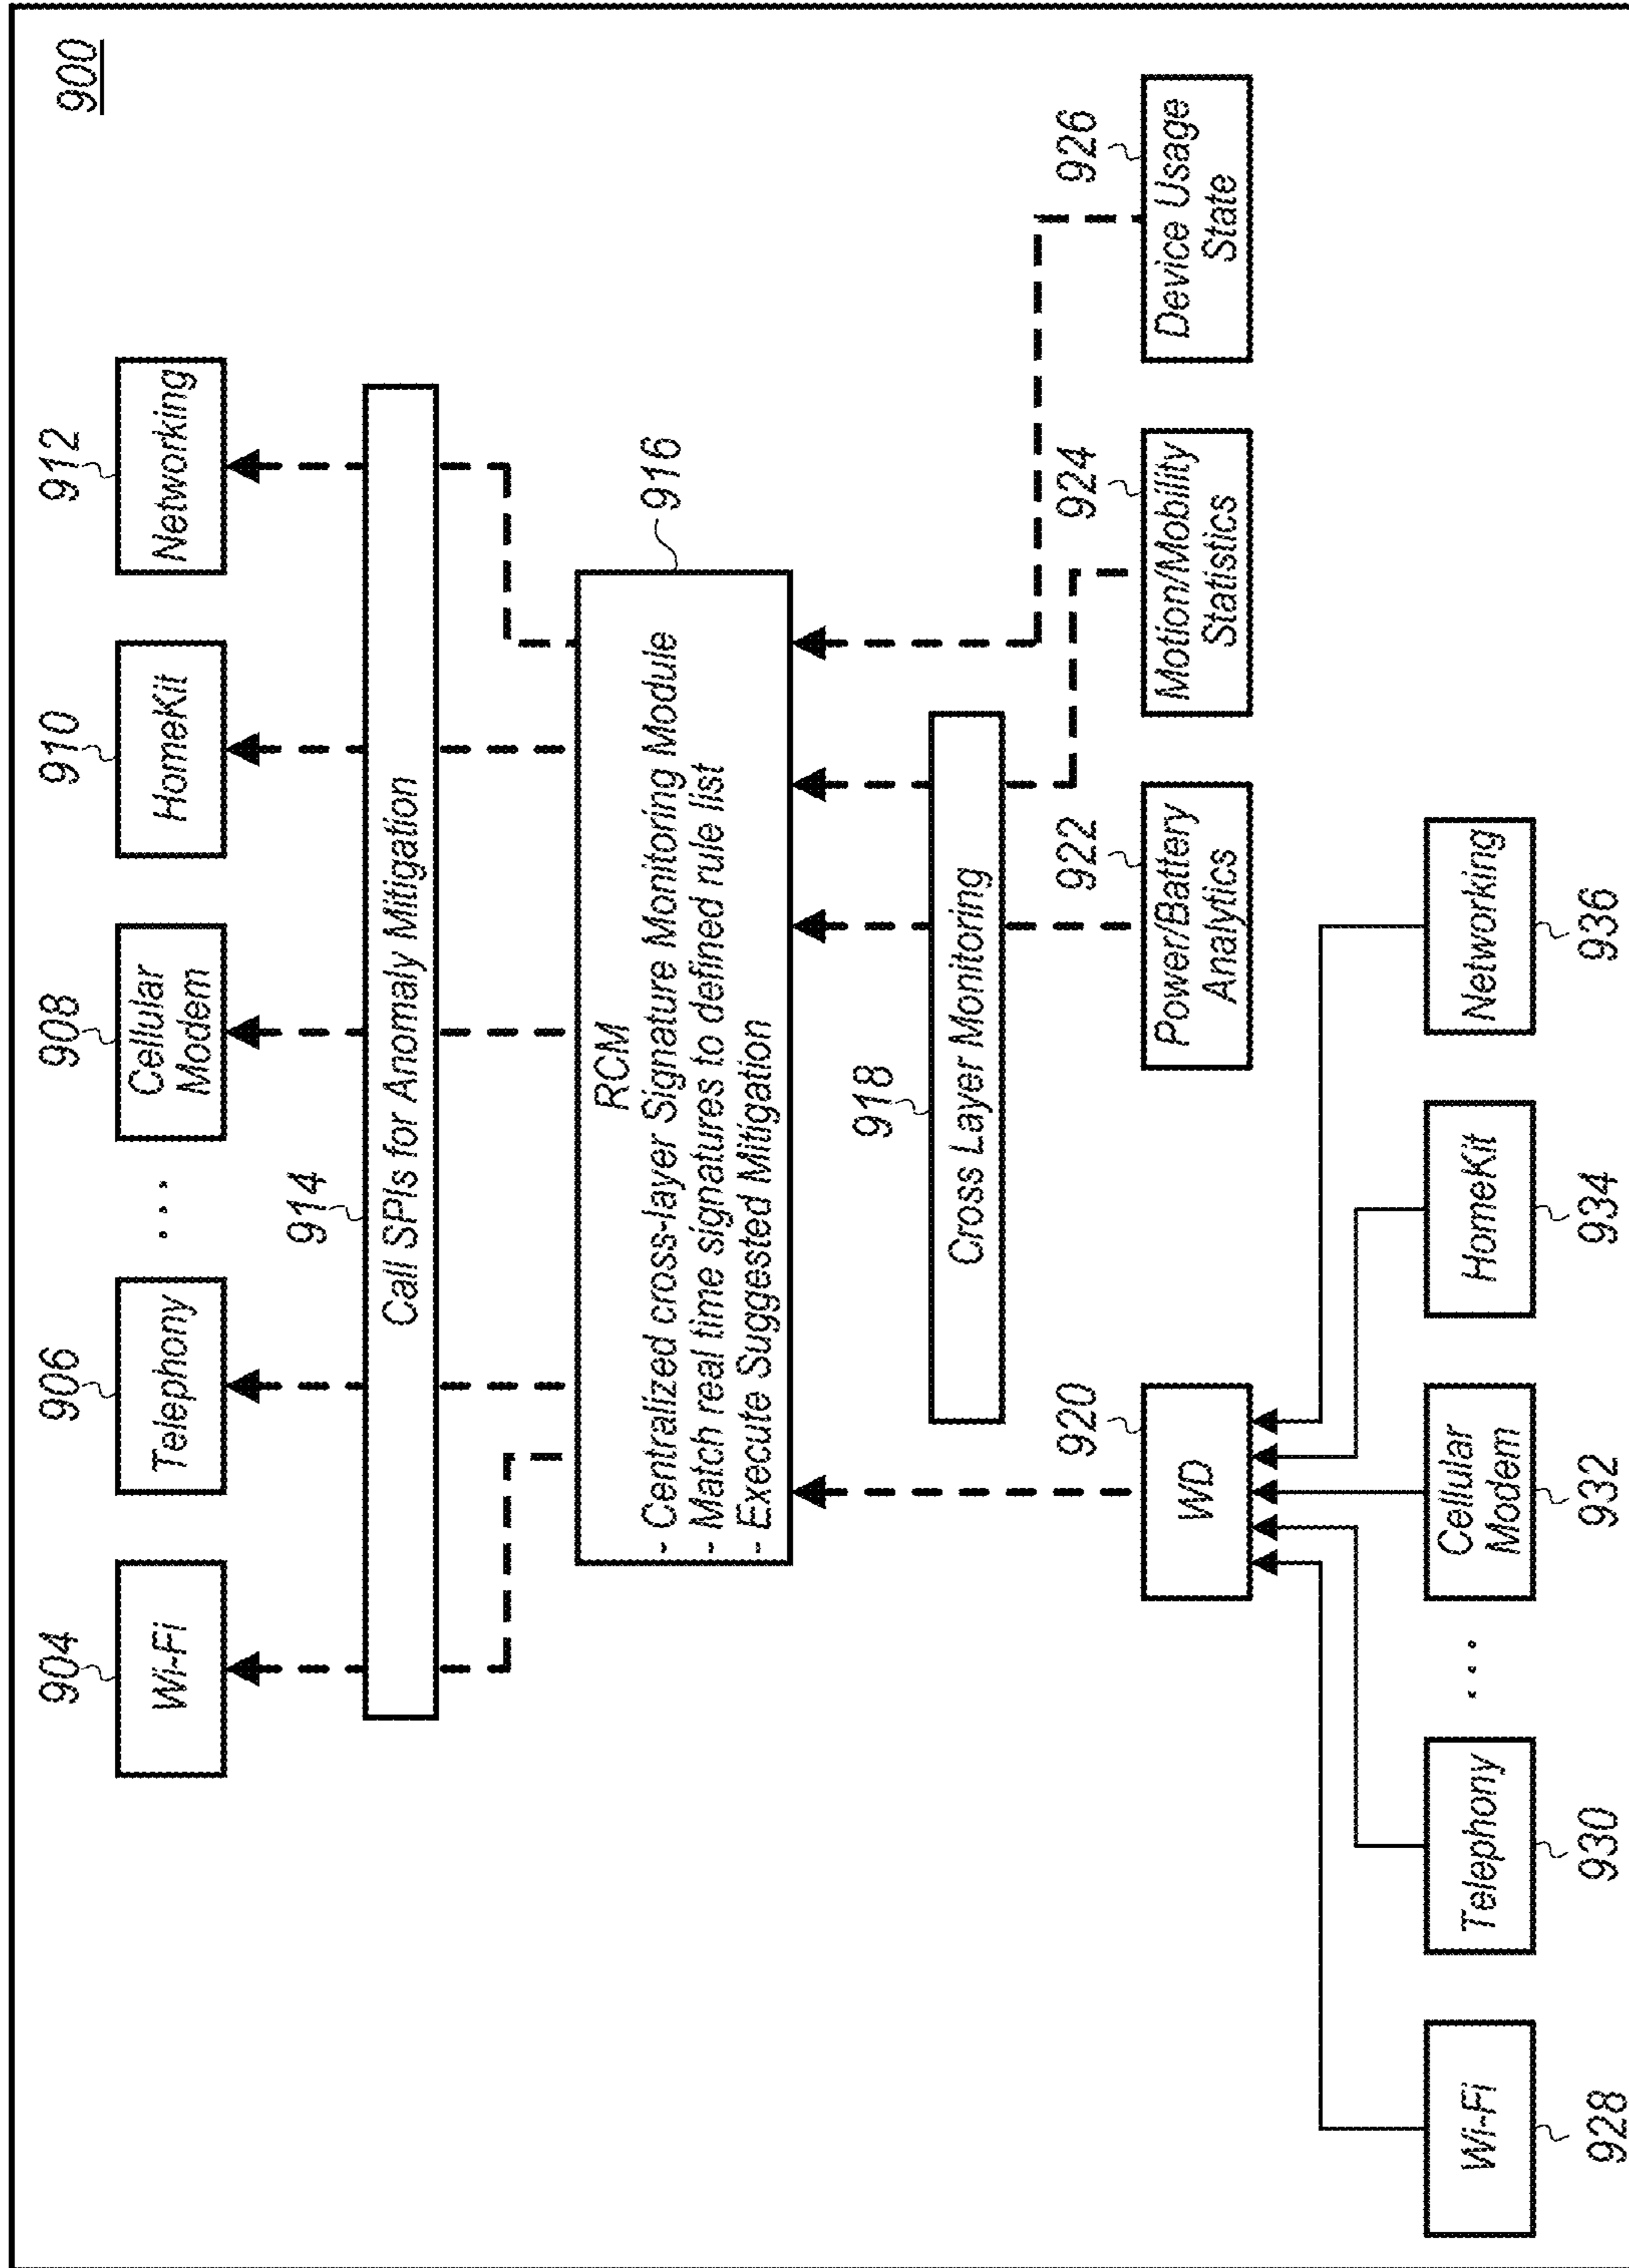 900
904
906
908
910
912
Wi-Fi
Telephony
...
Cellular
Modem
HomeKit
Networking
914
Call SPIs for Anomaly Mitigation
916
RCM
- Centralized cross-layer Signature Monitoring Module
- Match real time signatures to defined rule list
- Execute Suggested Mitigation
918
Cross Layer Monitoring
920
922
924
926
WD
Power/Battery
Analytics
Motion/Mobility
Statistics
Device Usage
State
Wi-Fi
Telephony
...
Cellular
Modem
HomeKit
Networking
928
930
932
934
936